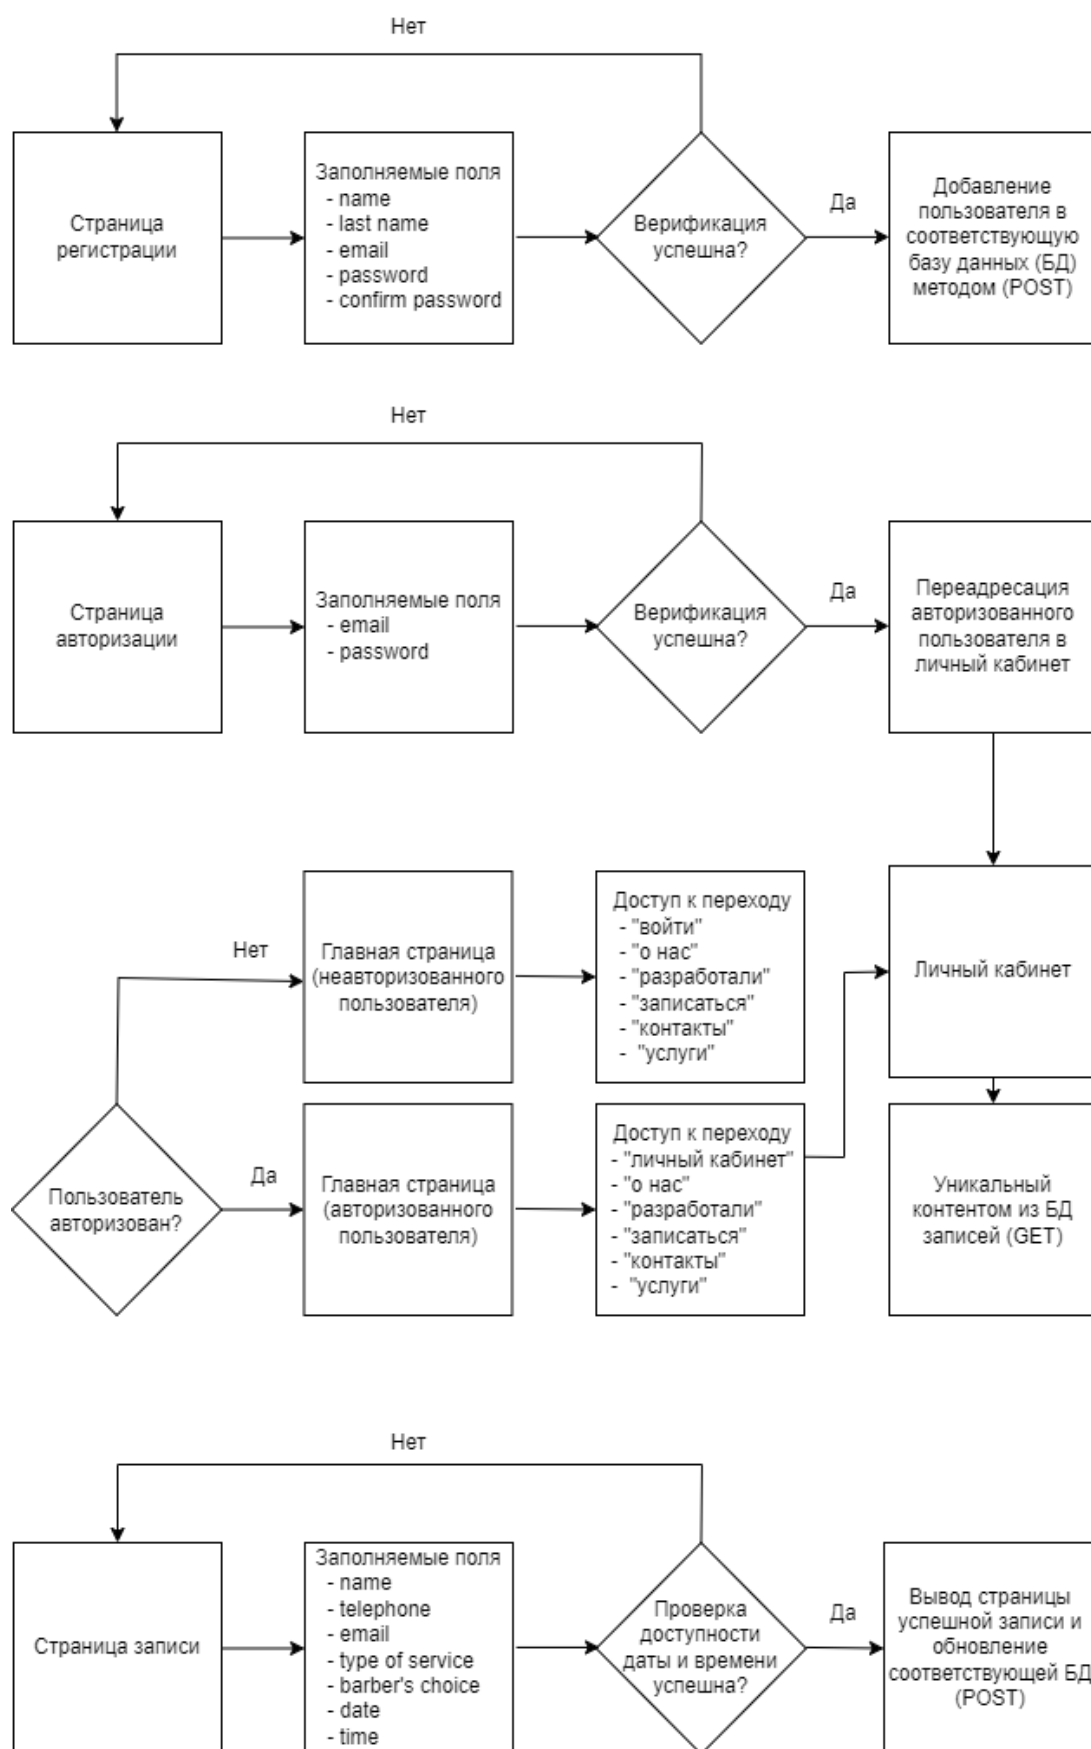 Нет
Страница
регистрации
Заполняемые поля
- name
- last name
- email
- password
- confirm password
Верификация
успешна?
Да
Добавление
пользователя в
соответствующую
базу данных (БД)
методом (POST)
Нет
Страница
авторизации
Заполняемые поля
- email
- password
Верификация
успешна?
Да
Переадресация
авторизованного
пользователя в
личный кабинет
Пользователь
авторизован?
Нет
Главная страница
(неавторизованного
пользователя)
Доступ к переходу
- "войти"
- "о нас"
- "разработали"
- "записаться"
- "контакты"
- "услуги"
Да
Главная страница
(авторизованного
пользователя)
Доступ к переходу
- "личный кабинет"
- "о нас"
- "разработали"
- "записаться"
- "контакты"
- "услуги"
Личный кабинет
Уникальный
контентом из БД
записей (GET)
Нет
Страница записи
Заполняемые поля
- name
- telephone
- email
- type of service
- barber's choice
- date
- time
Проверка
доступности
даты и времени
успешна?
Да
Вывод страницы
успешной записи и
обновление
соответствующей БД
(POST)